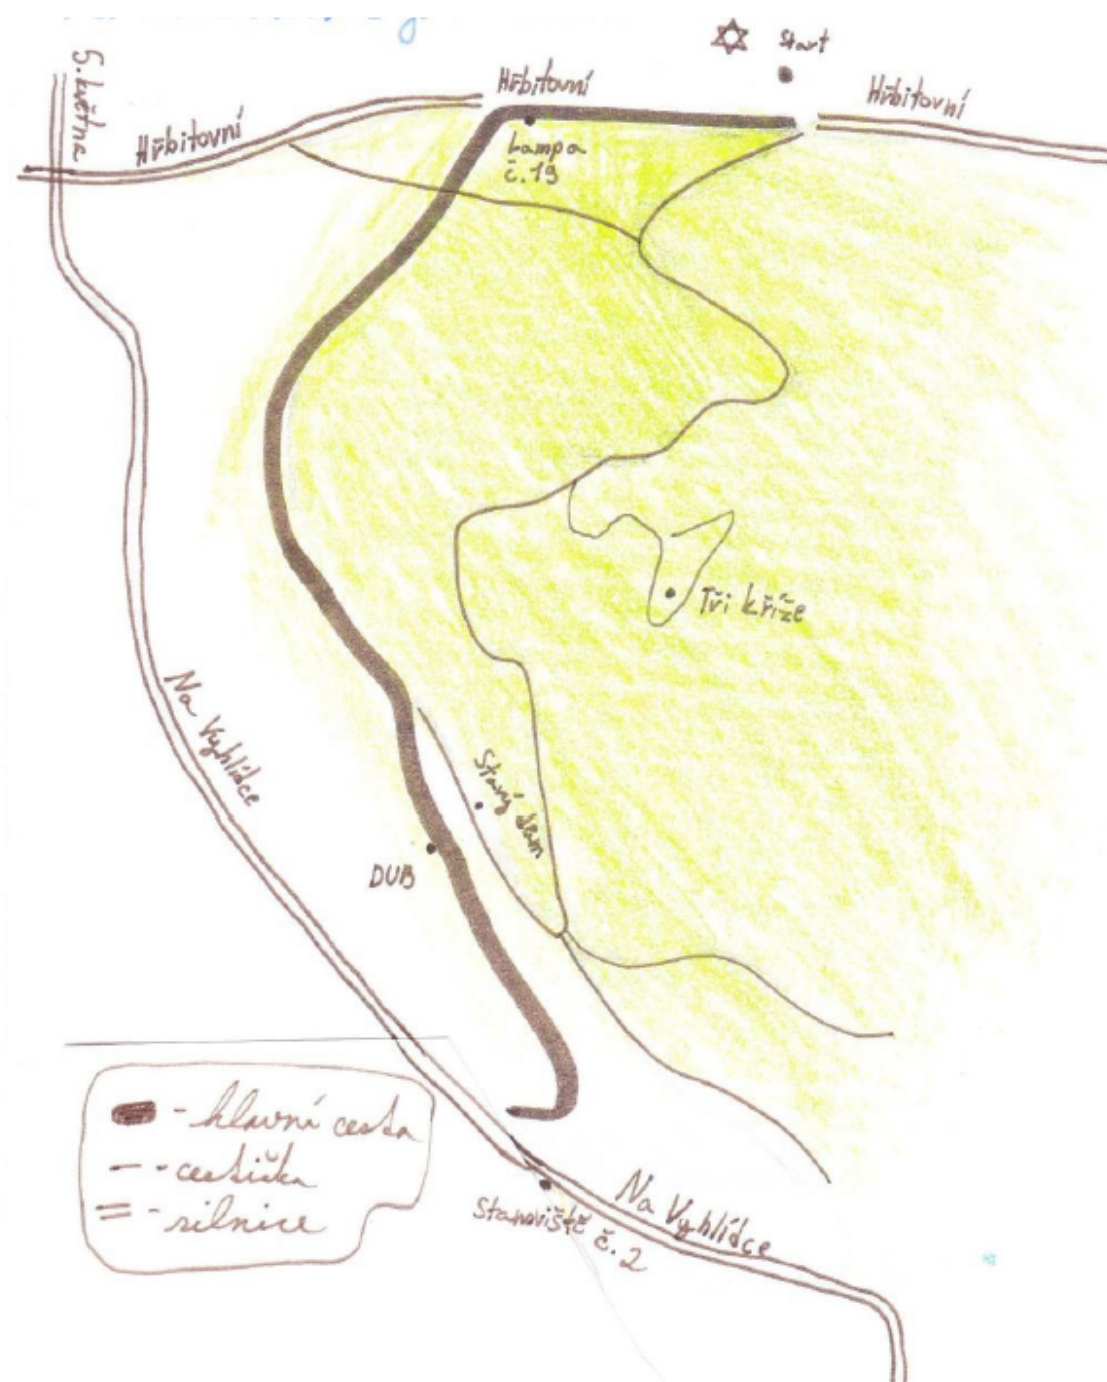 Start
5. května
Hřbitovní
Hřbitovní
Hřbitovní
Lampa
č. 19
Tři kříže
Na Vyhlídce
Starý dům
DUB
- hlavní cesta
- cestička
- silnice
Stanoviště č. 2
Na Vyhlídce